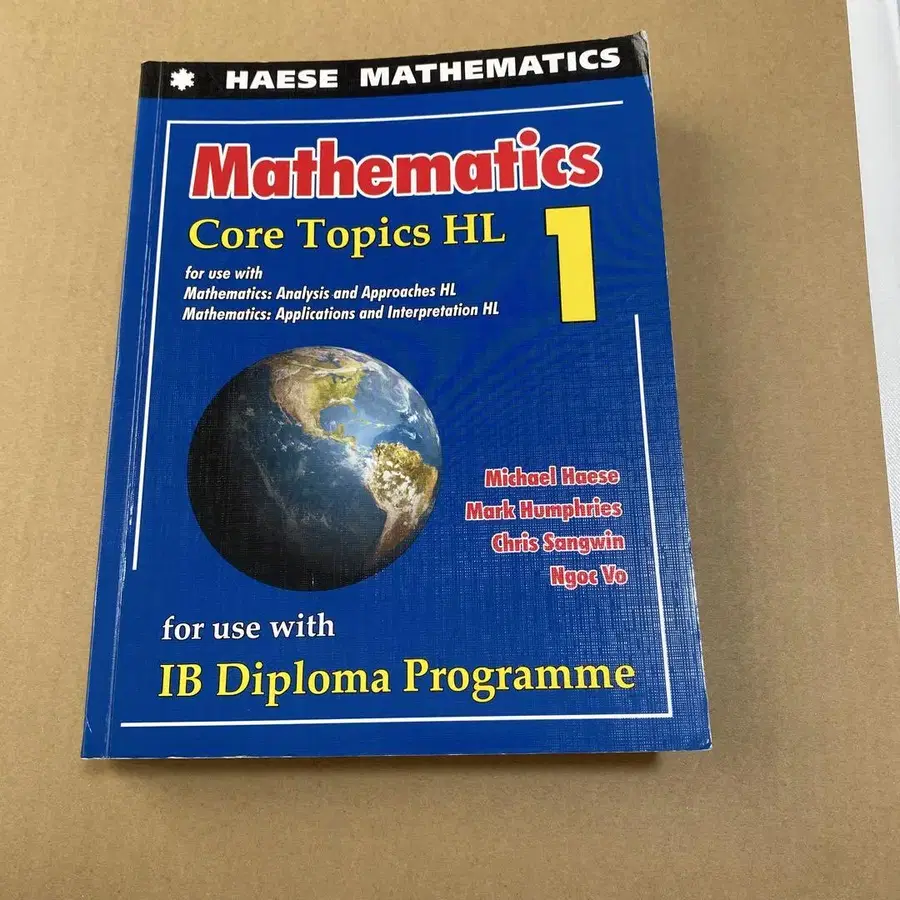 HAESE MATHEMATICS
Mathematics
Core Topics HL
1
for use with
Mathematics: Analysis and Approaches HL
Mathematics: Applications and Interpretation HL
Michael Haese
Mark Humphries
Chris Sangwin
Ngoc Vo
for use with
IB Diploma Programme